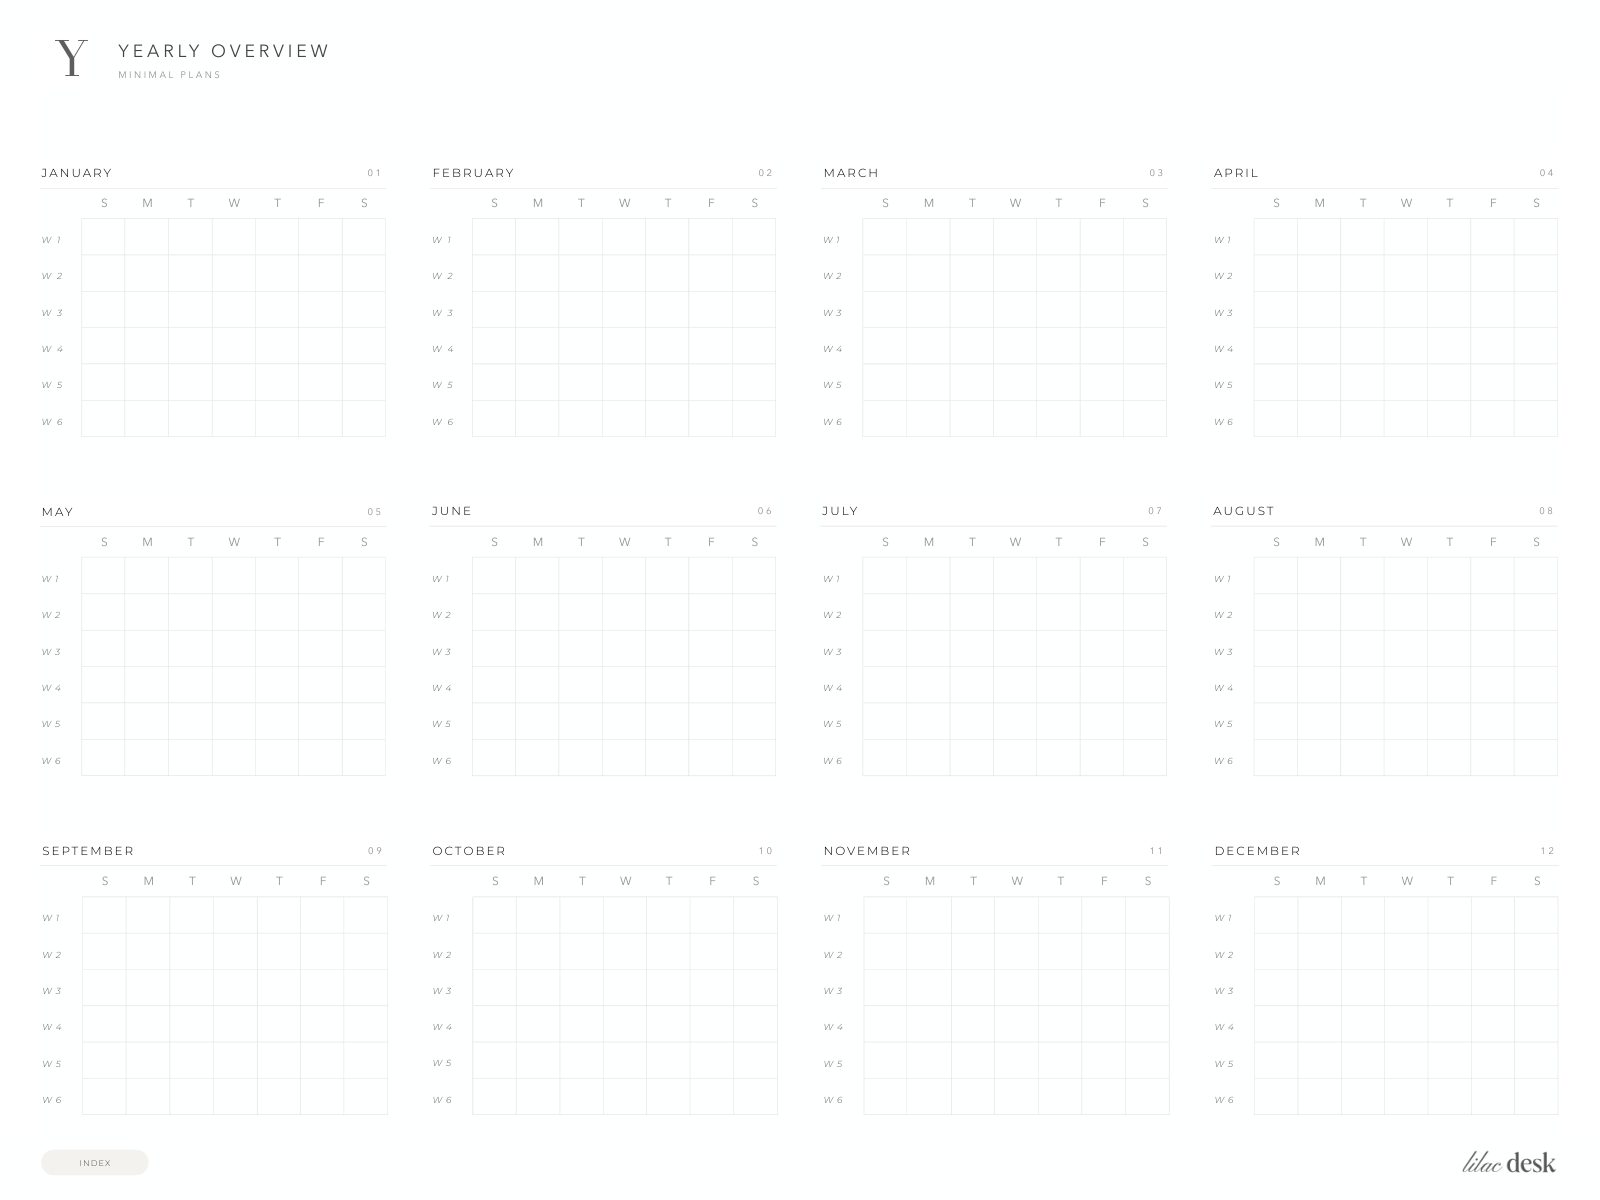 Y
YEARLY OVERVIEW
MINIMAL PLANS
JANUARY 01
S M T W T F S
W 1
W 2
W 3
W 4
W 5
W 6
FEBRUARY 02
S M T W T F S
W 1
W 2
W 3
W 4
W 5
W 6
MARCH 03
S M T W T F S
W 1
W 2
W 3
W 4
W 5
W 6
APRIL 04
S M T W T F S
W 1
W 2
W 3
W 4
W 5
W 6
MAY 05
S M T W T F S
W 1
W 2
W 3
W 4
W 5
W 6
JUNE 06
S M T W T F S
W 1
W 2
W 3
W 4
W 5
W 6
JULY 07
S M T W T F S
W 1
W 2
W 3
W 4
W 5
W 6
AUGUST 08
S M T W T F S
W 1
W 2
W 3
W 4
W 5
W 6
SEPTEMBER 09
S M T W T F S
W 1
W 2
W 3
W 4
W 5
W 6
OCTOBER 10
S M T W T F S
W 1
W 2
W 3
W 4
W 5
W 6
NOVEMBER 11
S M T W T F S
W 1
W 2
W 3
W 4
W 5
W 6
DECEMBER 12
S M T W T F S
W 1
W 2
W 3
W 4
W 5
W 6
INDEX
lilac desk